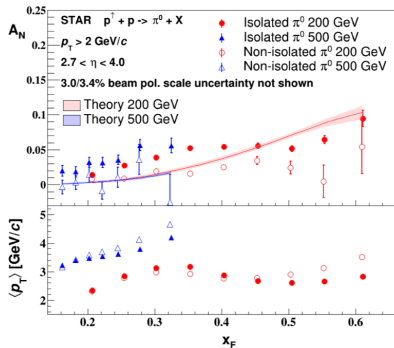 A_N
STAR p^↑ + p -> π⁰ + X
p_T > 2 GeV/c
2.7 < η < 4.0
3.0/3.4% beam pol. scale uncertainty not shown
Isolated π⁰ 200 GeV
Isolated π⁰ 500 GeV
Non-isolated π⁰ 200 GeV
Non-isolated π⁰ 500 GeV
Theory 200 GeV
Theory 500 GeV
0.25
0.2
0.15
0.1
0.05
0
⟨p_T⟩ [GeV/c]
5
4
3
2
0.2 0.3 0.4 0.5 0.6
x_F